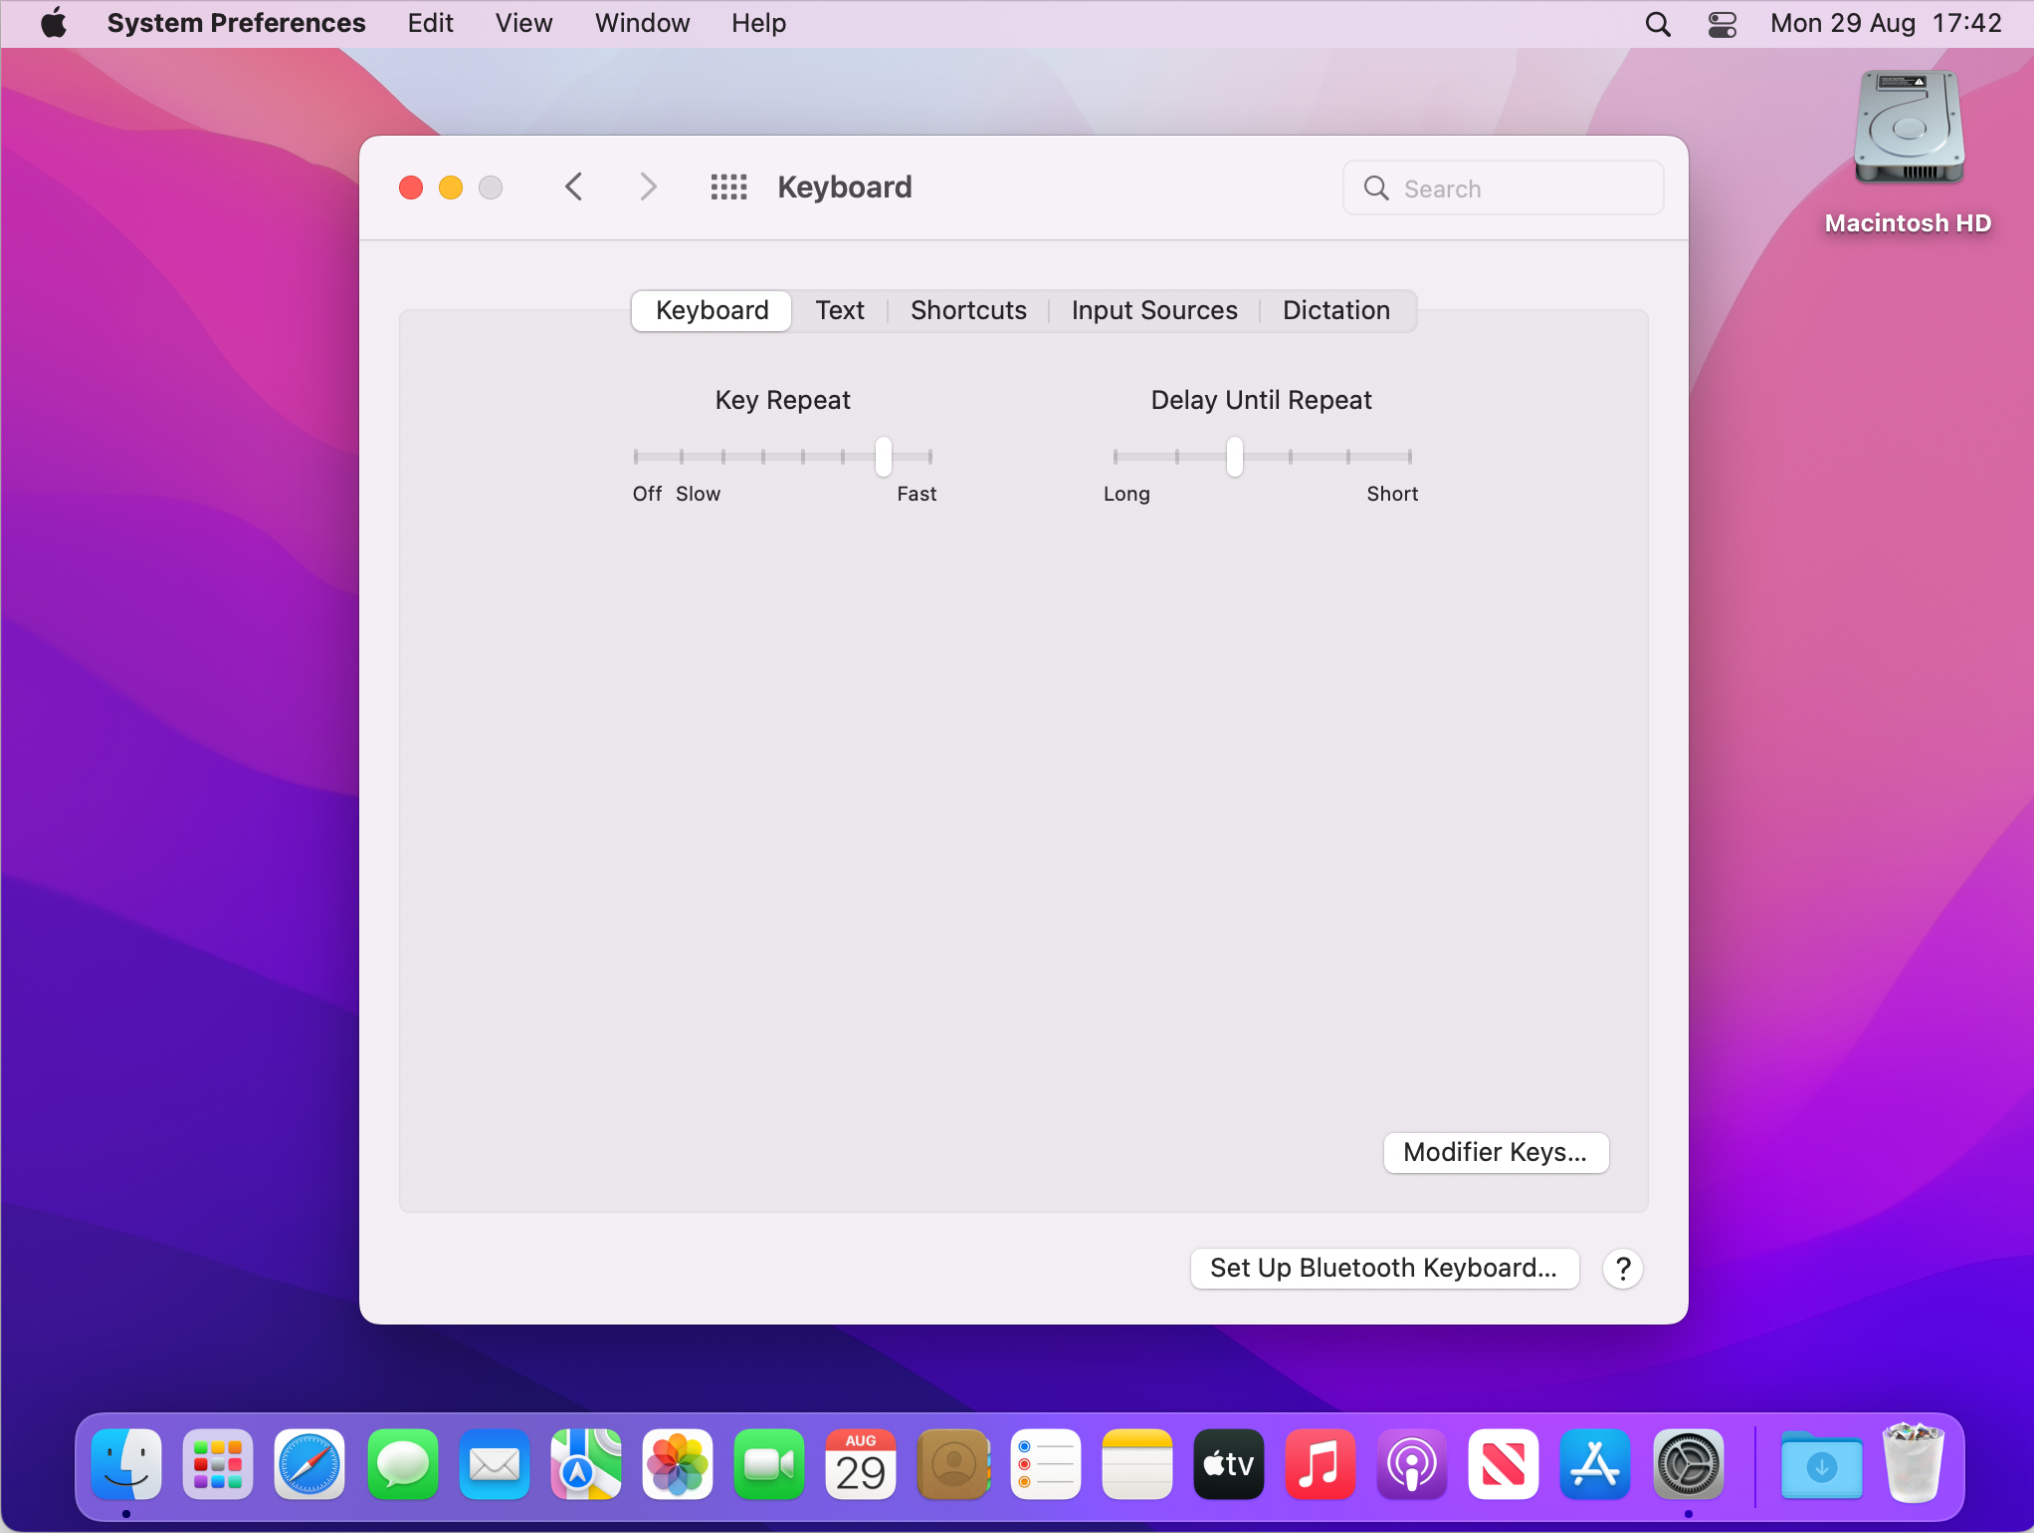 System Preferences Edit View Window Help Mon 29 Aug 17:42
Macintosh HD
Keyboard Search
Keyboard Text Shortcuts Input Sources Dictation
Key Repeat Delay Until Repeat
Off Slow Fast Long Short
Modifier Keys...
Set Up Bluetooth Keyboard... ?
AUG
29
tv